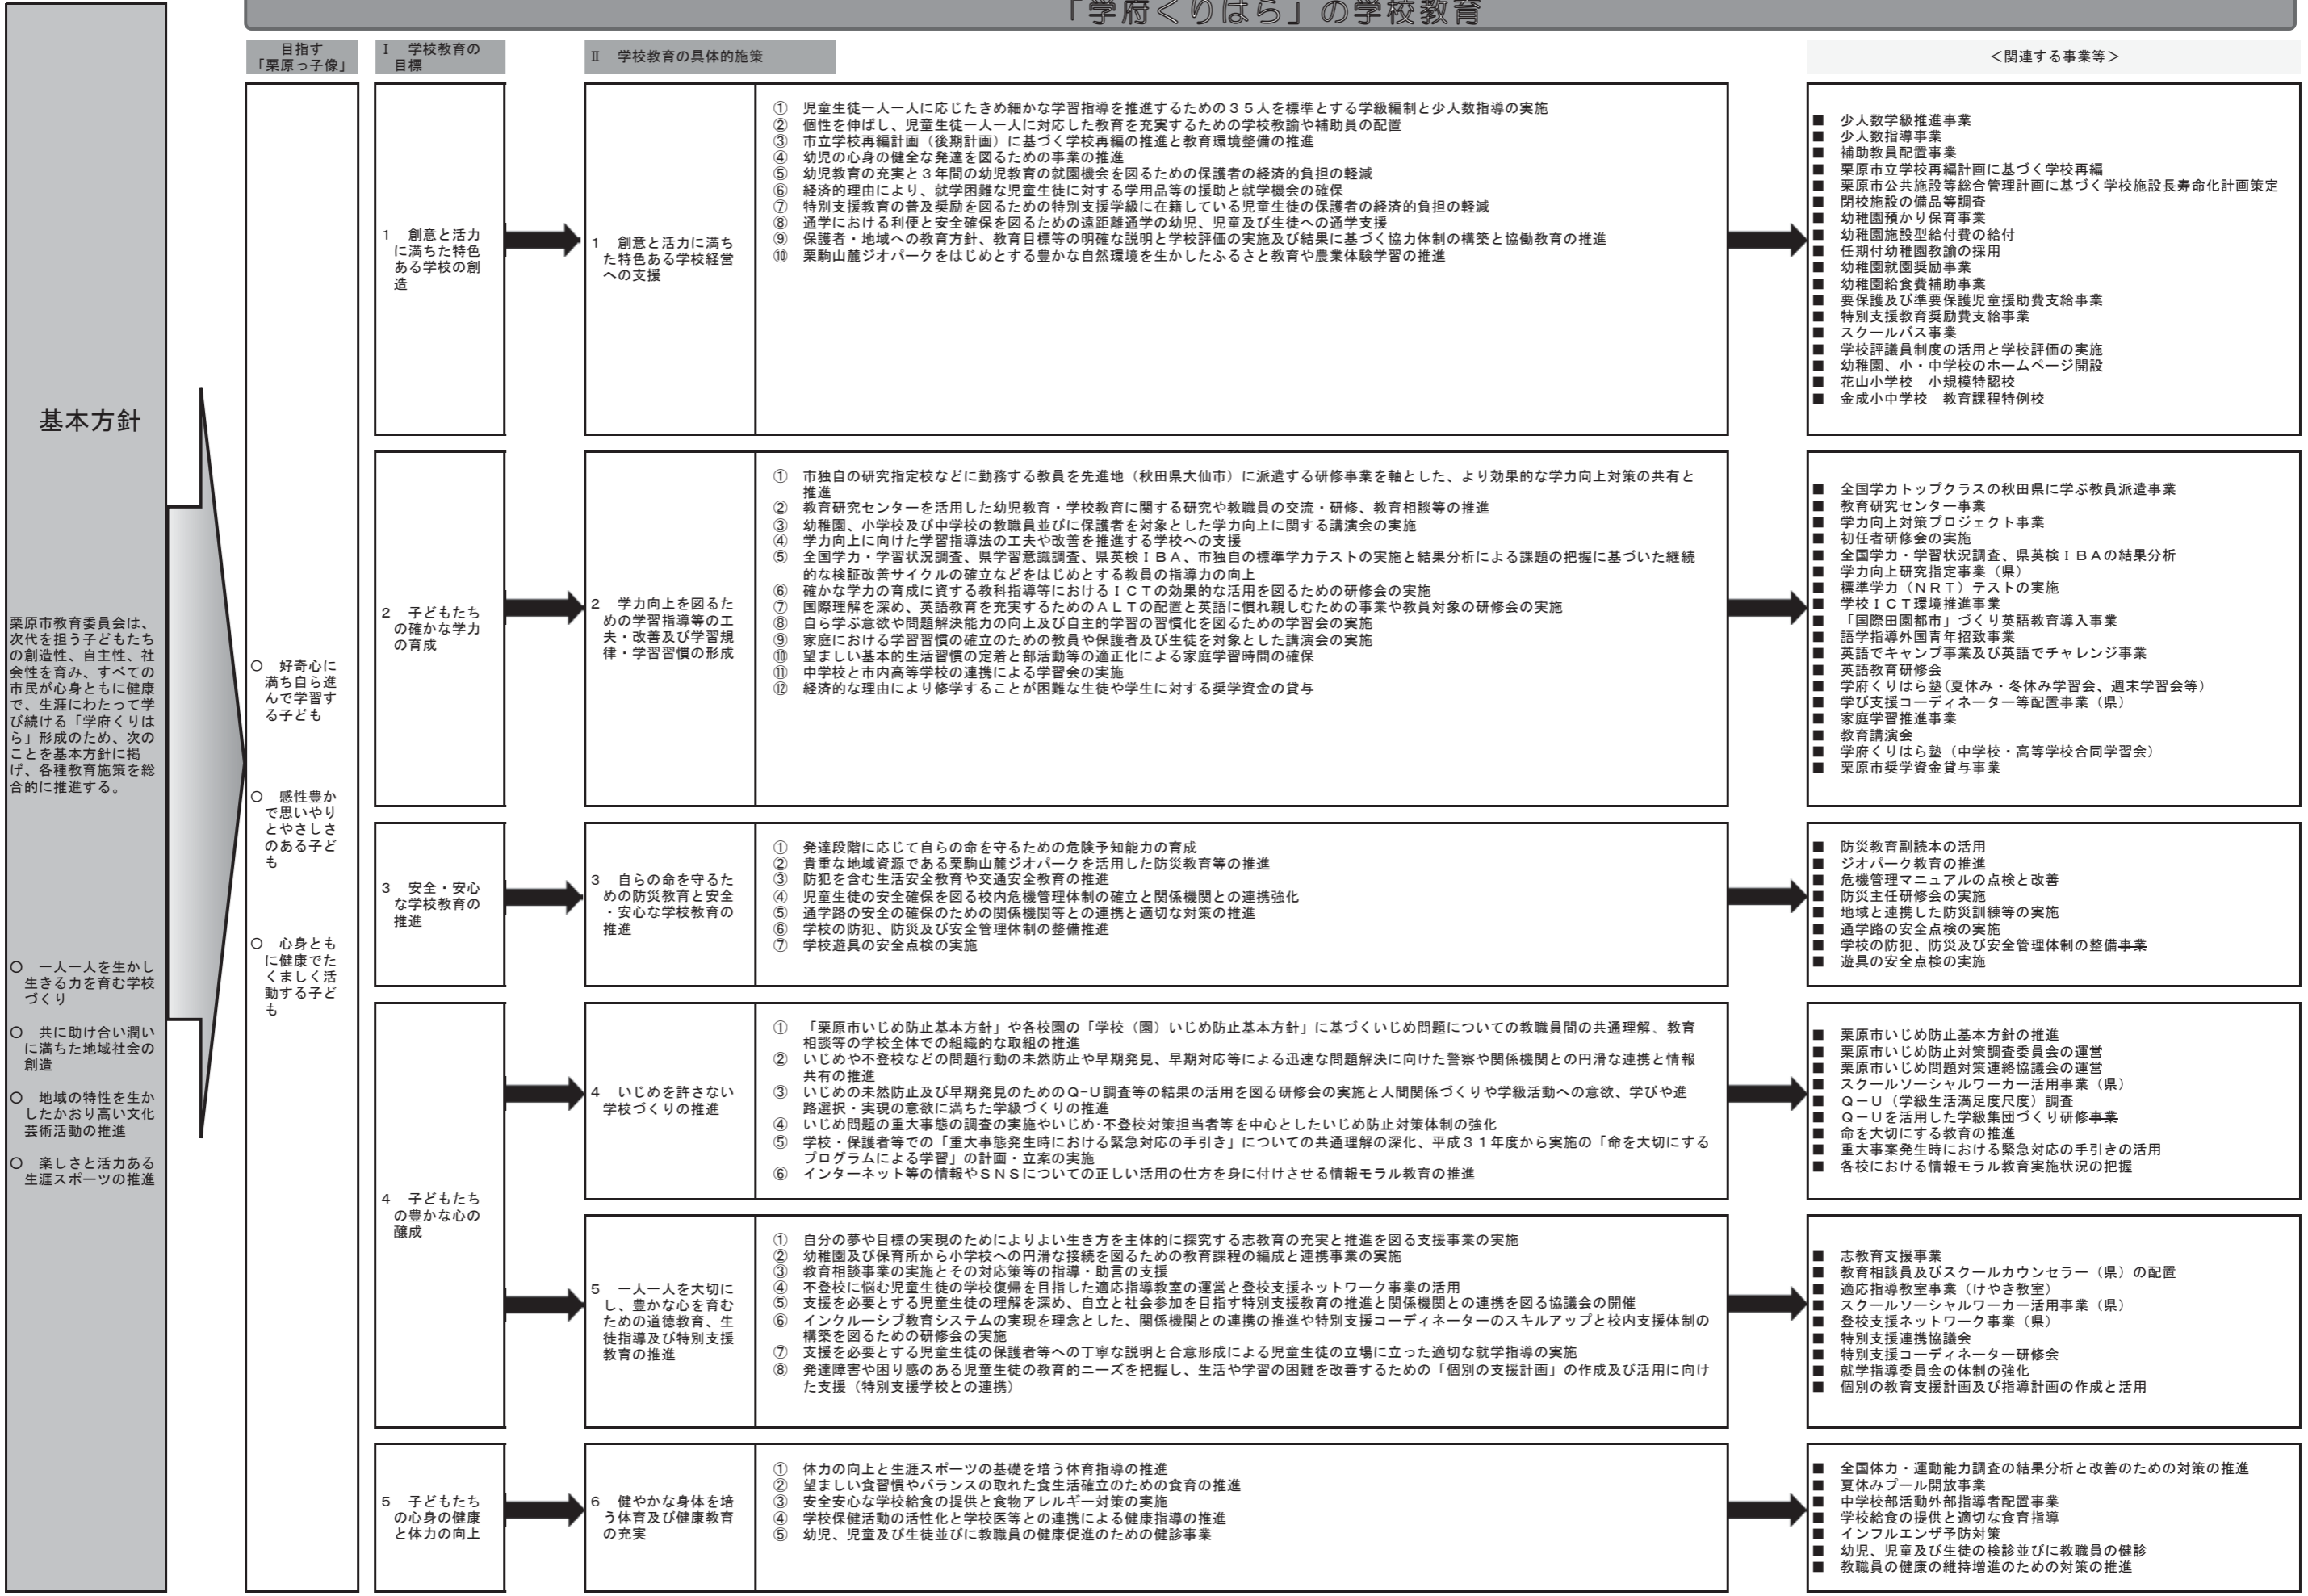 「学府くりはら」の学校教育
基本方針
栗原市教育委員会は、
次代を担う子どもたち
の創造性、自主性、社
会性を育み、すべての
市民が心身ともに健康
で、生涯にわたって学
び続ける「学府くりは
ら」形成のため、次の
ことを基本方針に掲
げ、各種教育施策を総
合的に推進する。
○　一人一人を生かし
生きる力を育む学校
づくり
○　共に助け合い潤い
に満ちた地域社会の
創造
○　地域の特性を生か
したかおり高い文化
芸術活動の推進
○　楽しさと活力ある
生涯スポーツの推進
目指す
「栗原っ子像」
○　好奇心に
満ち自ら進
んで学習す
る子ども
○　感性豊か
で思いやり
とやさしさ
のある子ど
も
○　心身とも
に健康でた
くましく活
動する子ど
も
Ⅰ　学校教育の
目標
Ⅱ　学校教育の具体的施策
＜関連する事業等＞
1　創意と活力
に満ちた特色
ある学校の創
造
1　創意と活力に満ち
た特色ある学校経営
への支援
①　児童生徒一人一人に応じたきめ細かな学習指導を推進するための３５人を標準とする学級編制と少人数指導の実施
②　個性を伸ばし、児童生徒一人一人に対応した教育を充実するための学校教諭や補助員の配置
③　市立学校再編計画（後期計画）に基づく学校再編の推進と教育環境整備の推進
④　幼児の心身の健全な発達を図るための事業の推進
⑤　幼児教育の充実と３年間の幼児教育の就園機会を図るための保護者の経済的負担の軽減
⑥　経済的理由により、就学困難な児童生徒に対する学用品等の援助と就学機会の確保
⑦　特別支援教育の普及奨励を図るための特別支援学級に在籍している児童生徒の保護者の経済的負担の軽減
⑧　通学における利便と安全確保を図るための遠距離通学の幼児、児童及び生徒への通学支援
⑨　保護者・地域への教育方針、教育目標等の明確な説明と学校評価の実施及び結果に基づく協力体制の構築と協働教育の推進
⑩　栗駒山麓ジオパークをはじめとする豊かな自然環境を生かしたふるさと教育や農業体験学習の推進
■　少人数学級推進事業
■　少人数指導事業
■　補助教員配置事業
■　栗原市立学校再編計画に基づく学校再編
■　栗原市公共施設等総合管理計画に基づく学校施設長寿命化計画策定
■　閉校施設の備品等調査
■　幼稚園預かり保育事業
■　幼稚園施設型給付費の給付
■　任期付幼稚園教諭の採用
■　幼稚園就園奨励事業
■　幼稚園給食費補助事業
■　要保護及び準要保護児童援助費支給事業
■　特別支援教育奨励費支給事業
■　スクールバス事業
■　学校評議員制度の活用と学校評価の実施
■　幼稚園、小・中学校のホームページ開設
■　花山小学校　小規模特認校
■　金成小中学校　教育課程特例校
2　子どもたち
の確かな学力
の育成
2　学力向上を図るた
めの学習指導等の工
夫・改善及び学習規
律・学習習慣の形成
①　市独自の研究指定校などに勤務する教員を先進地（秋田県大仙市）に派遣する研修事業を軸とした、より効果的な学力向上対策の共有と
推進
②　教育研究センターを活用した幼児教育・学校教育に関する研究や教職員の交流・研修、教育相談等の推進
③　幼稚園、小学校及び中学校の教職員並びに保護者を対象とした学力向上に関する講演会の実施
④　学力向上に向けた学習指導法の工夫や改善を推進する学校への支援
⑤　全国学力・学習状況調査、県学習意識調査、県英検ＩＢＡ、市独自の標準学力テストの実施と結果分析による課題の把握に基づいた継続
的な検証改善サイクルの確立などをはじめとする教員の指導力の向上
⑥　確かな学力の育成に資する教科指導等におけるＩＣＴの効果的な活用を図るための研修会の実施
⑦　国際理解を深め、英語教育を充実するためのＡＬＴの配置と英語に慣れ親しむための事業や教員対象の研修会の実施
⑧　自ら学ぶ意欲や問題解決能力の向上及び自主的学習の習慣化を図るための学習会の実施
⑨　家庭における学習習慣の確立のための教員や保護者及び生徒を対象とした講演会の実施
⑩　望ましい基本的生活習慣の定着と部活動等の適正化による家庭学習時間の確保
⑪　中学校と市内高等学校の連携による学習会の実施
⑫　経済的な理由により修学することが困難な生徒や学生に対する奨学資金の貸与
■　全国学力トップクラスの秋田県に学ぶ教員派遣事業
■　教育研究センター事業
■　学力向上対策プロジェクト事業
■　初任者研修会の実施
■　全国学力・学習状況調査、県英検ＩＢＡの結果分析
■　学力向上研究指定事業（県）
■　標準学力（ＮＲＴ）テストの実施
■　学校ＩＣＴ環境推進事業
■　「国際田園都市」づくり英語教育導入事業
■　語学指導外国青年招致事業
■　英語でキャンプ事業及び英語でチャレンジ事業
■　英語教育研修会
■　学府くりはら塾(夏休み・冬休み学習会、週末学習会等)
■　学び支援コーディネーター等配置事業（県）
■　家庭学習推進事業
■　教育講演会
■　学府くりはら塾（中学校・高等学校合同学習会）
■　栗原市奨学資金貸与事業
3　安全・安心
な学校教育の
推進
3　自らの命を守るた
めの防災教育と安全
・安心な学校教育の
推進
①　発達段階に応じて自らの命を守るための危険予知能力の育成
②　貴重な地域資源である栗駒山麓ジオパークを活用した防災教育等の推進
③　防犯を含む生活安全教育や交通安全教育の推進
④　児童生徒の安全確保を図る校内危機管理体制の確立と関係機関との連携強化
⑤　通学路の安全の確保のための関係機関等との連携と適切な対策の推進
⑥　学校の防犯、防災及び安全管理体制の整備推進
⑦　学校遊具の安全点検の実施
■　防災教育副読本の活用
■　ジオパーク教育の推進
■　危機管理マニュアルの点検と改善
■　防災主任研修会の実施
■　地域と連携した防災訓練等の実施
■　通学路の安全点検の実施
■　学校の防犯、防災及び安全管理体制の整備事業
■　遊具の安全点検の実施
4　子どもたち
の豊かな心の
醸成
4　いじめを許さない
学校づくりの推進
①　「栗原市いじめ防止基本方針」や各校園の「学校（園）いじめ防止基本方針」に基づくいじめ問題についての教職員間の共通理解、教育
相談等の学校全体での組織的な取組の推進
②　いじめや不登校などの問題行動の未然防止や早期発見、早期対応等による迅速な問題解決に向けた警察や関係機関との円滑な連携と情報
共有の推進
③　いじめの未然防止及び早期発見のためのＱ−Ｕ調査等の結果の活用を図る研修会の実施と人間関係づくりや学級活動への意欲、学びや進
路選択・実現の意欲に満ちた学級づくりの推進
④　いじめ問題の重大事態の調査の実施やいじめ･不登校対策担当者等を中心としたいじめ防止対策体制の強化
⑤　学校・保護者等での「重大事態発生時における緊急対応の手引き」についての共通理解の深化、平成３１年度から実施の「命を大切にする
プログラムによる学習」の計画・立案の実施
⑥　インターネット等の情報やＳＮＳについての正しい活用の仕方を身に付けさせる情報モラル教育の推進
■　栗原市いじめ防止基本方針の推進
■　栗原市いじめ防止対策調査委員会の運営
■　栗原市いじめ問題対策連絡協議会の運営
■　スクールソーシャルワーカー活用事業（県）
■　Ｑ－Ｕ（学級生活満足度尺度）調査
■　Ｑ－Ｕを活用した学級集団づくり研修事業
■　命を大切にする教育の推進
■　重大事案発生時における緊急対応の手引きの活用
■　各校における情報モラル教育実施状況の把握
5　一人一人を大切に
し、豊かな心を育む
ための道徳教育、生
徒指導及び特別支援
教育の推進
①　自分の夢や目標の実現のためによりよい生き方を主体的に探究する志教育の充実と推進を図る支援事業の実施
②　幼稚園及び保育所から小学校への円滑な接続を図るための教育課程の編成と連携事業の実施
③　教育相談事業の実施とその対応策等の指導・助言の支援
④　不登校に悩む児童生徒の学校復帰を目指した適応指導教室の運営と登校支援ネットワーク事業の活用
⑤　支援を必要とする児童生徒の理解を深め、自立と社会参加を目指す特別支援教育の推進と関係機関との連携を図る協議会の開催
⑥　インクルーシブ教育システムの実現を理念とした、関係機関との連携の推進や特別支援コーディネーターのスキルアップと校内支援体制の
構築を図るための研修会の実施
⑦　支援を必要とする児童生徒の保護者等への丁寧な説明と合意形成による児童生徒の立場に立った適切な就学指導の実施
⑧　発達障害や困り感のある児童生徒の教育的ニーズを把握し、生活や学習の困難を改善するための「個別の支援計画」の作成及び活用に向け
た支援（特別支援学校との連携）
■　志教育支援事業
■　教育相談員及びスクールカウンセラー（県）の配置
■　適応指導教室事業（けやき教室）
■　スクールソーシャルワーカー活用事業（県）
■　登校支援ネットワーク事業（県）
■　特別支援連携協議会
■　特別支援コーディネーター研修会
■　就学指導委員会の体制の強化
■　個別の教育支援計画及び指導計画の作成と活用
5　子どもたち
の心身の健康
と体力の向上
6　健やかな身体を培
う体育及び健康教育
の充実
①　体力の向上と生涯スポーツの基礎を培う体育指導の推進
②　望ましい食習慣やバランスの取れた食生活確立のための食育の推進
③　安全安心な学校給食の提供と食物アレルギー対策の実施
④　学校保健活動の活性化と学校医等との連携による健康指導の推進
⑤　幼児、児童及び生徒並びに教職員の健康促進のための健診事業
■　全国体力・運動能力調査の結果分析と改善のための対策の推進
■　夏休みプール開放事業
■　中学校部活動外部指導者配置事業
■　学校給食の提供と適切な食育指導
■　インフルエンザ予防対策
■　幼児、児童及び生徒の検診並びに教職員の健診
■　教職員の健康の維持増進のための対策の推進